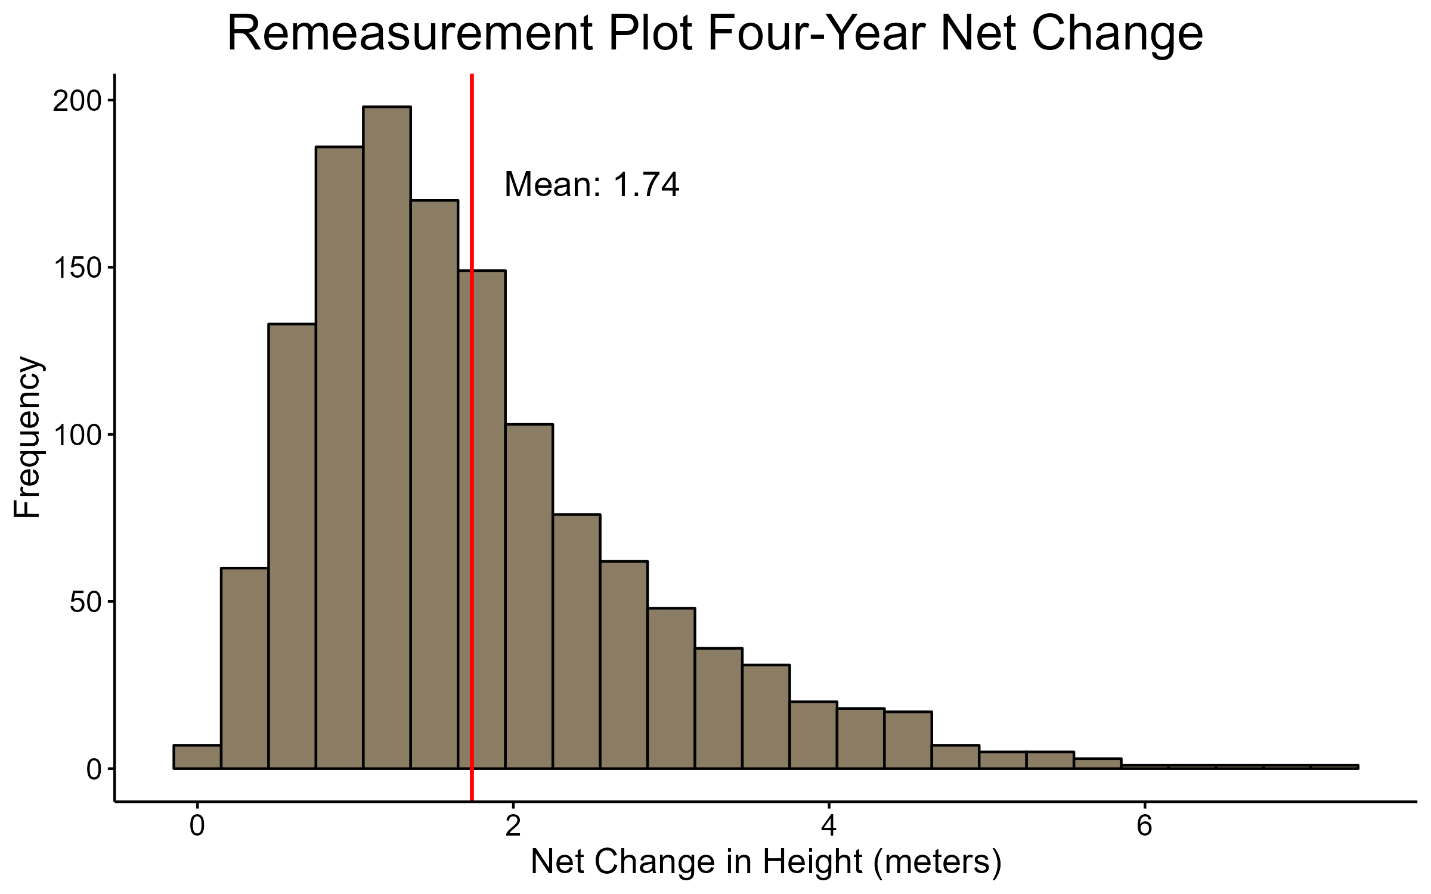 Remeasurement Plot Four-Year Net Change
200
150
100
50
0
Frequency
Mean: 1.74
0 2 4 6
Net Change in Height (meters)